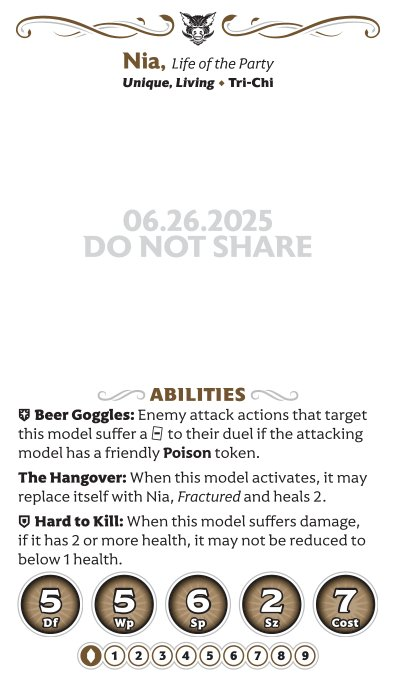 Nia, Life of the Party
Unique, Living ♦ Tri-Chi
06.26.2025
DO NOT SHARE
ABILITIES
Beer Goggles: Enemy attack actions that target
this model suffer a to their duel if the attacking
model has a friendly Poison token.
The Hangover: When this model activates, it may
replace itself with Nia, Fractured and heals 2.
Hard to Kill: When this model suffers damage,
if it has 2 or more health, it may not be reduced to
below 1 health.
5 5 6 2 7
Df Wp Sp Sz Cost
1 2 3 4 5 6 7 8 9